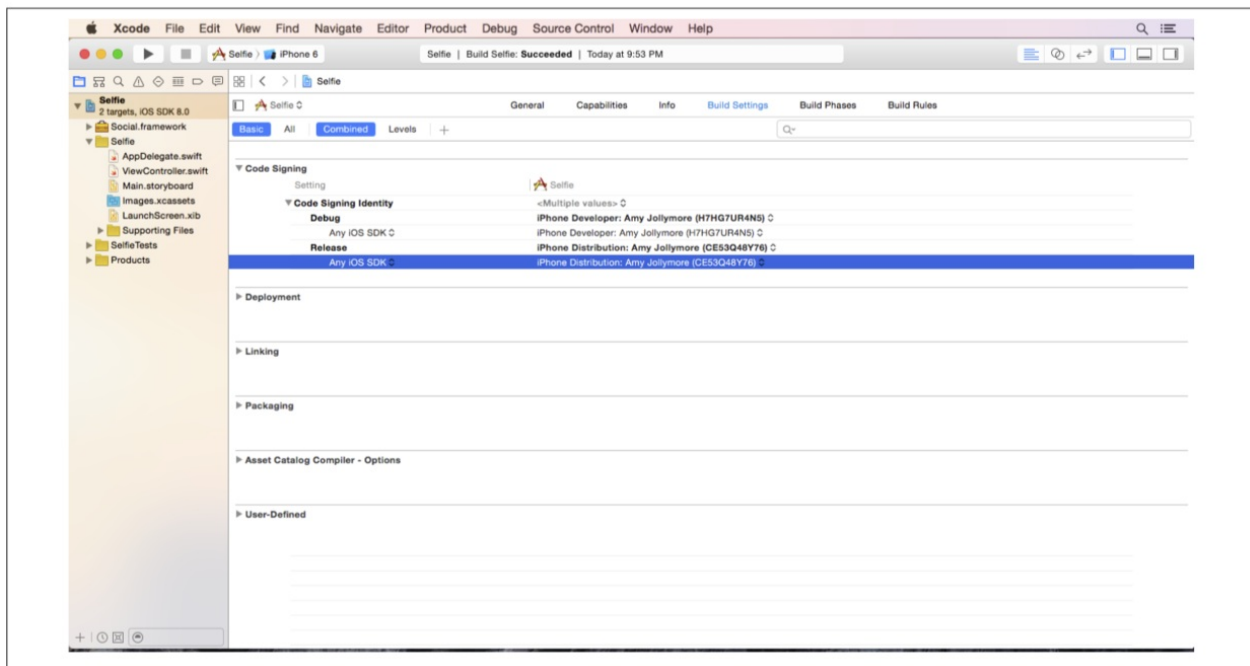 Xcode File Edit View Find Navigate Editor Product Debug Source Control Window Help
Selfie iPhone 6 Selfie | Build Selfie: Succeeded | Today at 9:53 PM
Selfie
Selfie
2 targets, iOS SDK 8.0
Social.framework
Selfie
AppDelegate.swift
ViewController.swift
Main.storyboard
Images.xcassets
LaunchScreen.xib
Supporting Files
SelfieTests
Products
Selfie General Capabilities Info Build Settings Build Phases Build Rules
Basic All Combined Levels
Code Signing
Setting Selfie
Code Signing Identity <Multiple values>
Debug iPhone Developer: Amy Jollymore (H7HG7UR4N5)
Any iOS SDK iPhone Developer: Amy Jollymore (H7HG7UR4N5)
Release iPhone Distribution: Amy Jollymore (CE53Q48Y76)
Any iOS SDK iPhone Distribution: Amy Jollymore (CE53Q48Y76)
Deployment
Linking
Packaging
Asset Catalog Compiler - Options
User-Defined